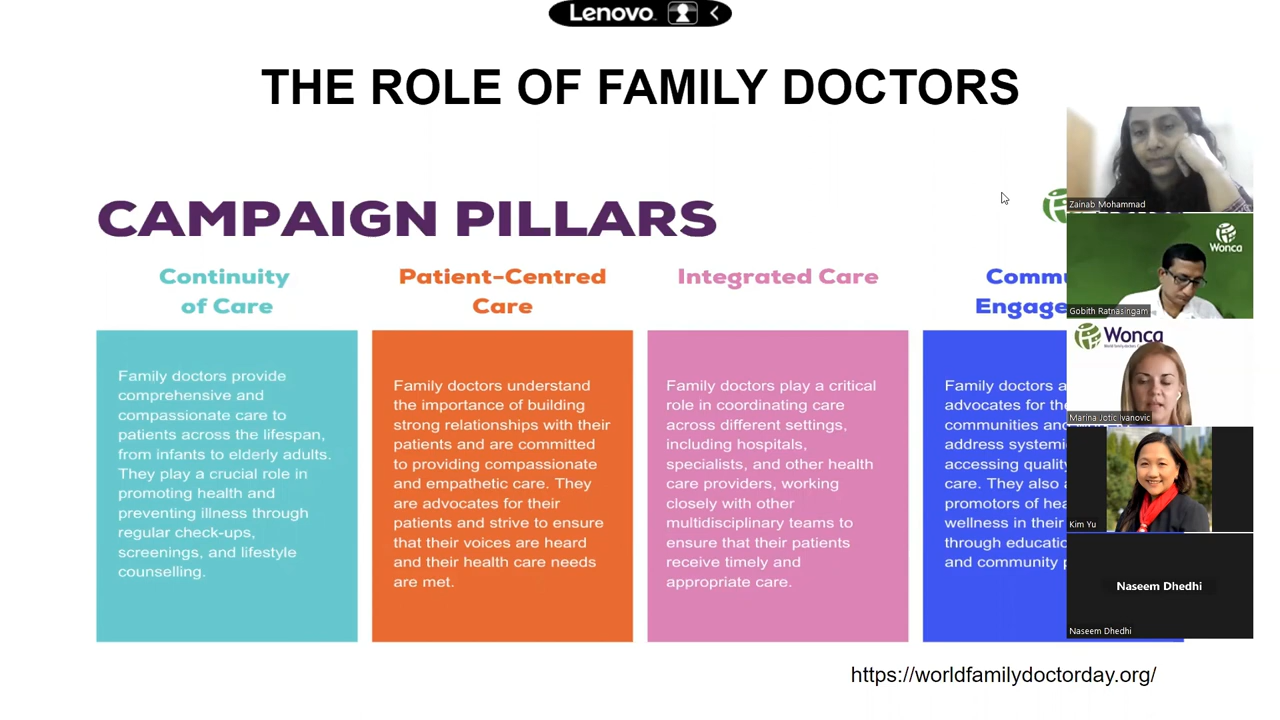 Lenovo
THE ROLE OF FAMILY DOCTORS
CAMPAIGN PILLARS
Continuity
of Care
Family doctors provide
comprehensive and
compassionate care to
patients across the lifespan,
from infants to elderly adults.
They play a crucial role in
promoting health and
preventing illness through
regular check-ups,
screenings, and lifestyle
counselling.
Patient-Centred
Care
Family doctors understand
the importance of building
strong relationships with their
patients and are committed
to providing compassionate
and empathetic care. They
are advocates for their
patients and strive to ensure
that their voices are heard
and their health care needs
are met.
Integrated Care
Family doctors play a critical
role in coordinating care
across different settings,
including hospitals,
specialists, and other health
care providers, working
closely with other
multidisciplinary teams to
ensure that their patients
receive timely and
appropriate care.
Family doctors
advocates for
communities
address
accessing quality
care. They also
promotors of
wellness in their
through
and community
Zainab Mohammad
Wonca
Gobith Ratnasingam
Wonca
Marina Jotic Ivanovic
Kim Yu
Naseem Dhedhi
Naseem Dhedhi
https://worldfamilydoctorday.org/